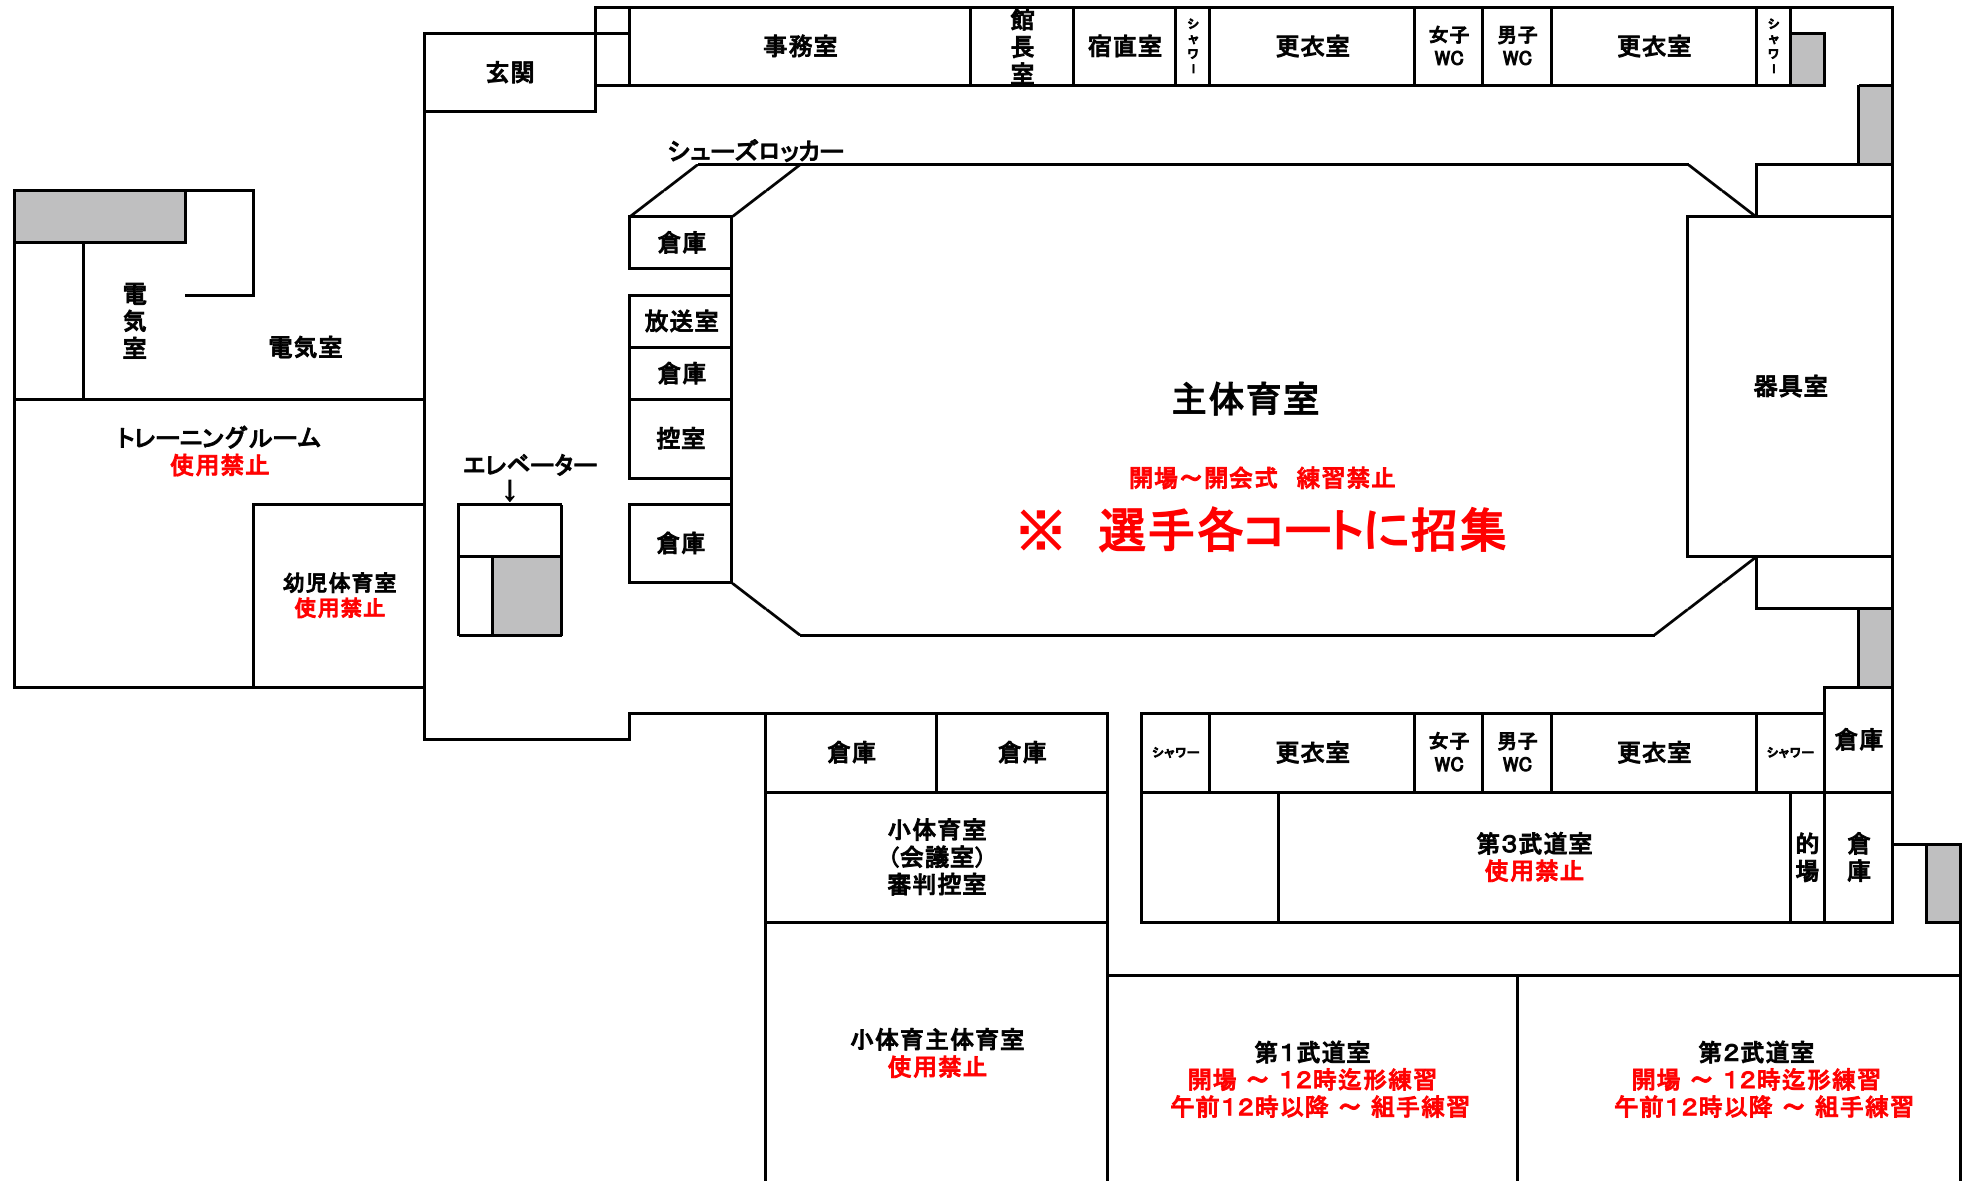 事務室
館長室
宿直室
シャワー
更衣室
女子
WC
男子
WC
更衣室
シャワー
玄関
シューズロッカー
倉庫
電気室
放送室
電気室
倉庫
主体育室
器具室
トレーニングルーム
使用禁止
控室
エレベーター
↓
開場～開会式　練習禁止
※　選手各コートに招集
倉庫
幼児体育室
使用禁止
倉庫
倉庫
シャワー
更衣室
女子
WC
男子
WC
更衣室
シャワー
倉庫
小体育室
（会議室）
審判控室
第３武道室
使用禁止
的場
倉庫
小体育主体育室
使用禁止
第１武道室
開場 ～ １２時迄形練習
午前１２時以降 ～ 組手練習
第２武道室
開場 ～ １２時迄形練習
午前１２時以降 ～ 組手練習